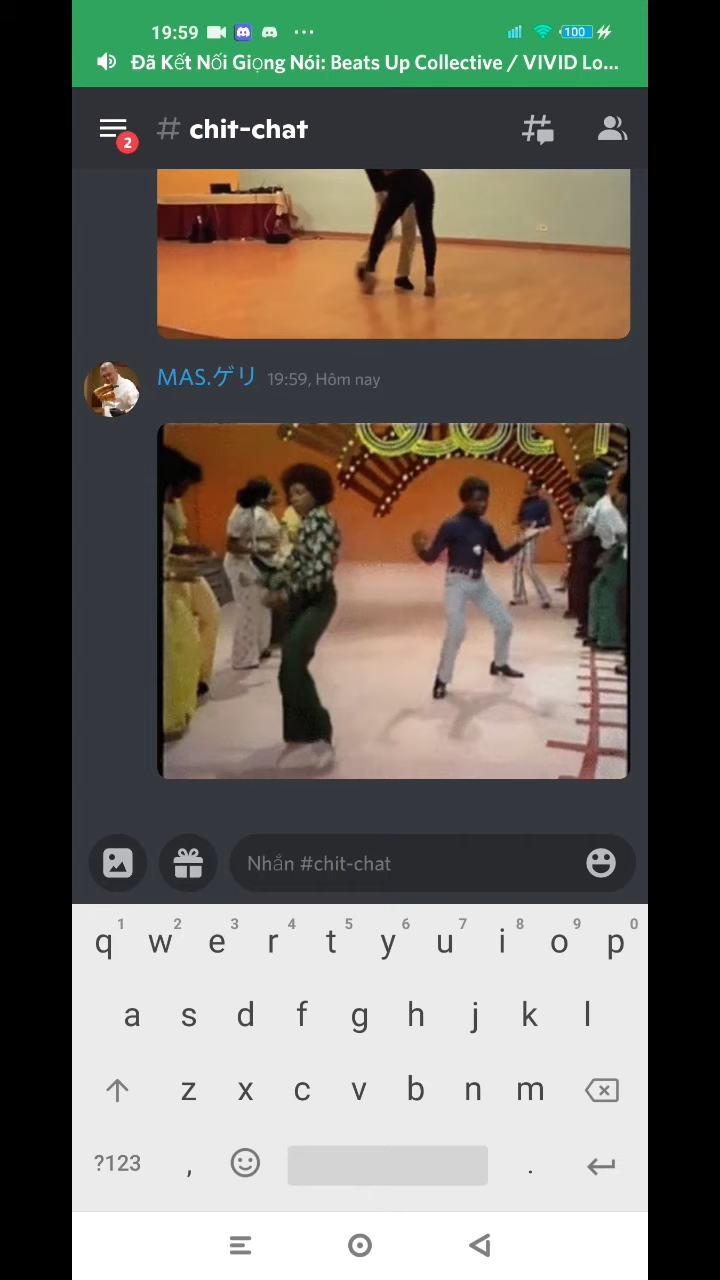 19:59 100
Đã Kết Nối Giọng Nói: Beats Up Collective / VIVID Lo...
2 # chit-chat
MAS.ゲリ 19:59, Hôm nay
Nhắn #chit-chat
1 2 3 4 5 6 7 8 9 0
q w e r t y u i o p
a s d f g h j k l
z x c v b n m
?123 , .